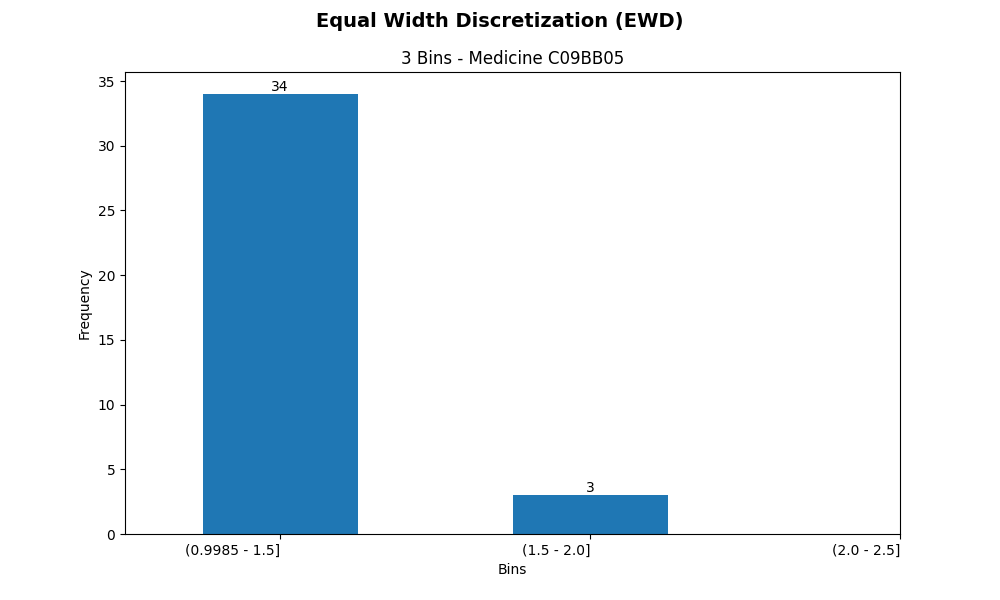 Equal Width Discretization (EWD)
3 Bins - Medicine C09BB05
35
30
25
20
15
10
5
0
Frequency
34
3
(0.9985 - 1.5]
(1.5 - 2.0]
(2.0 - 2.5]
Bins